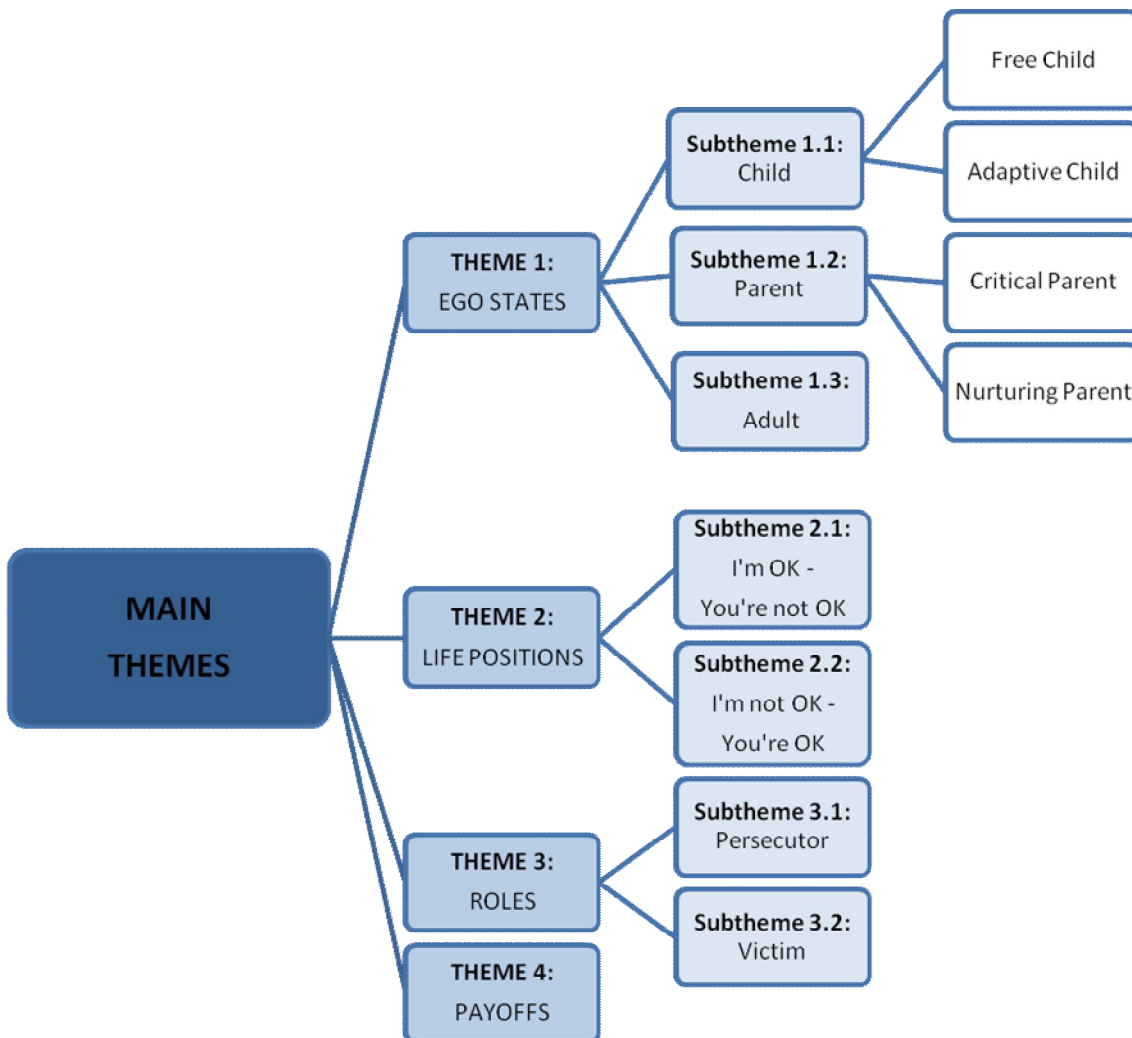 MAIN
THEMES
THEME 1:
EGO STATES
Subtheme 1.1:
Child
Free Child
Adaptive Child
Subtheme 1.2:
Parent
Critical Parent
Nurturing Parent
Subtheme 1.3:
Adult
THEME 2:
LIFE POSITIONS
Subtheme 2.1:
I'm OK -
You're not OK
Subtheme 2.2:
I'm not OK -
You're OK
THEME 3:
ROLES
Subtheme 3.1:
Persecutor
Subtheme 3.2:
Victim
THEME 4:
PAYOFFS